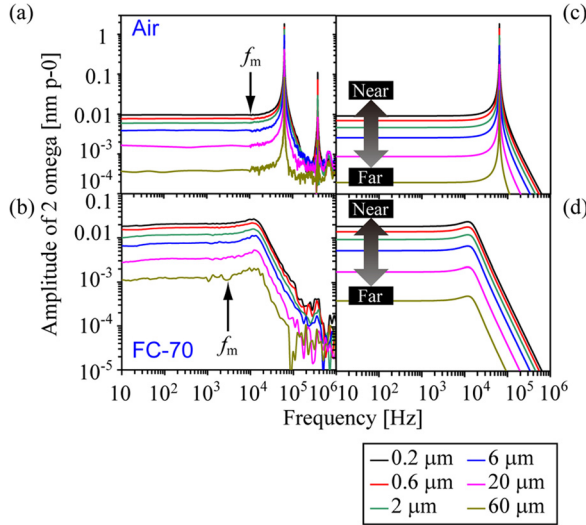 (a)
Air
f_m
1
0.1
0.01
10^-3
10^-4
(c)
Near
Far
Amplitude of 2 omega [nm p-0]
(b)
0.1
0.01
10^-3
10^-4
10^-5
f_m
FC-70
(d)
Near
Far
10 10^2 10^3 10^4 10^5 10^6
10 10^2 10^3 10^4 10^5 10^6
Frequency [Hz]
0.2 μm 6 μm
0.6 μm 20 μm
2 μm 60 μm